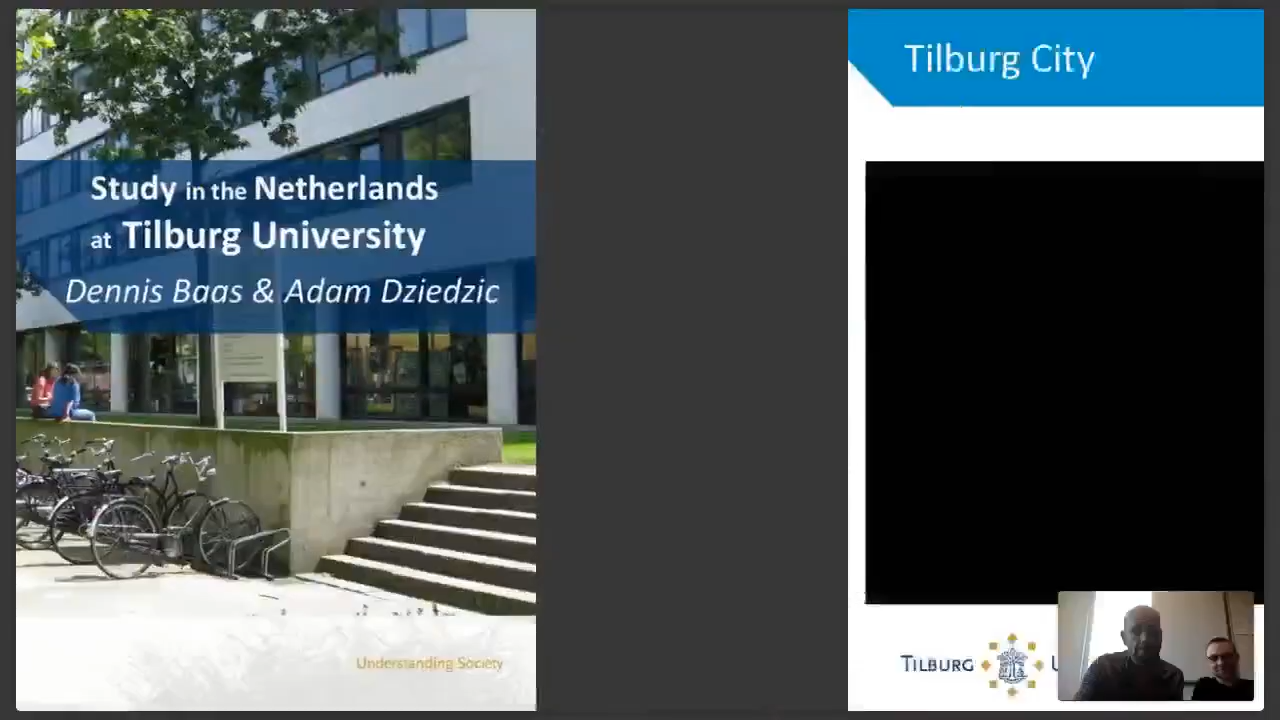 Study in the Netherlands
at Tilburg University
Dennis Baas & Adam Dziedzic
Understanding Society
Tilburg City
TILBURG